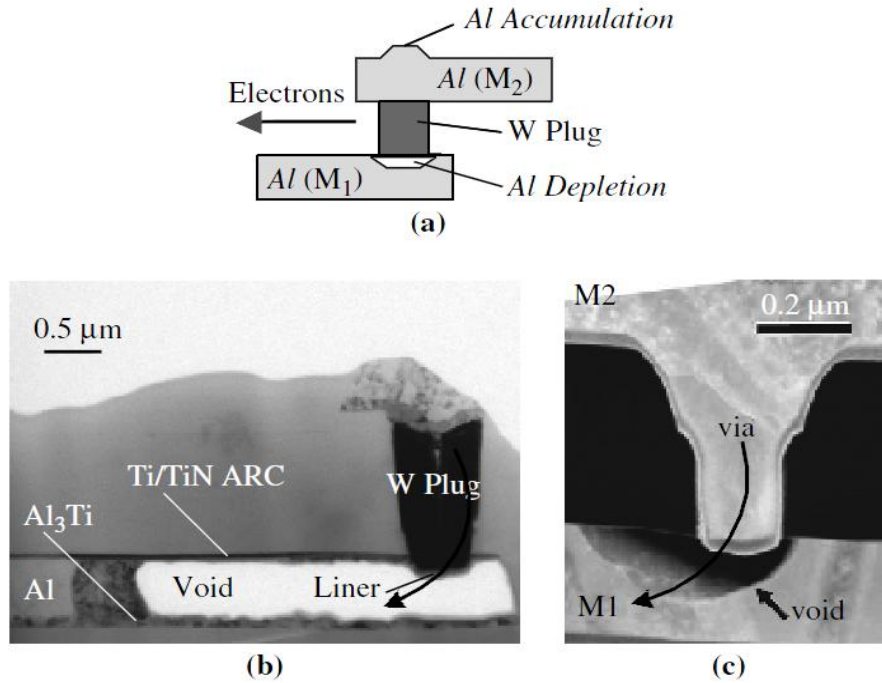 Al Accumulation
Al (M₂)
Electrons
W Plug
Al (M₁)
Al Depletion
(a)
0.5 μm
Ti/TiN ARC
W Plug
Al₃Ti
Al
Void
Liner
(b)
M2
0.2 μm
via
M1
void
(c)